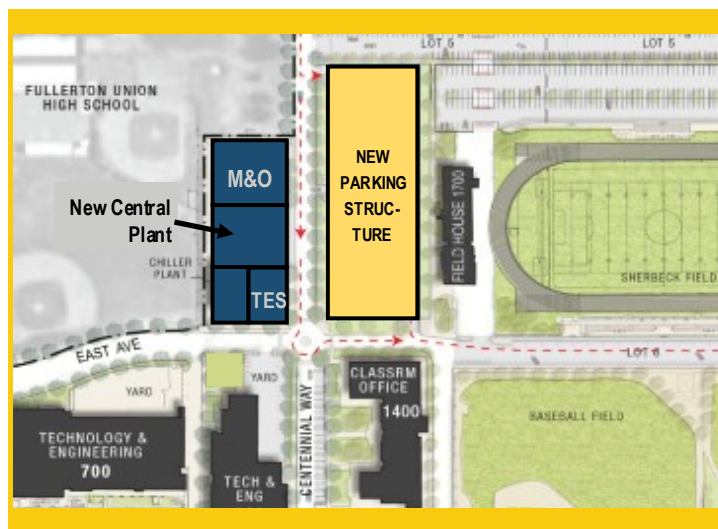 LOT 5
LOT 5
FULLERTON UNION
HIGH SCHOOL
M&O
NEW
PARKING
STRUC-
TURE
New Central
Plant
FIELD HOUSE 1700
CHILLER
PLANT
TES
SHERBECK FIELD
EAST AVE
LOT 6
YARD
YARD
CLASSRM
OFFICE
1400
CENTENNIAL WAY
BASEBALL FIELD
TECHNOLOGY &
ENGINEERING
700
TECH &
ENG